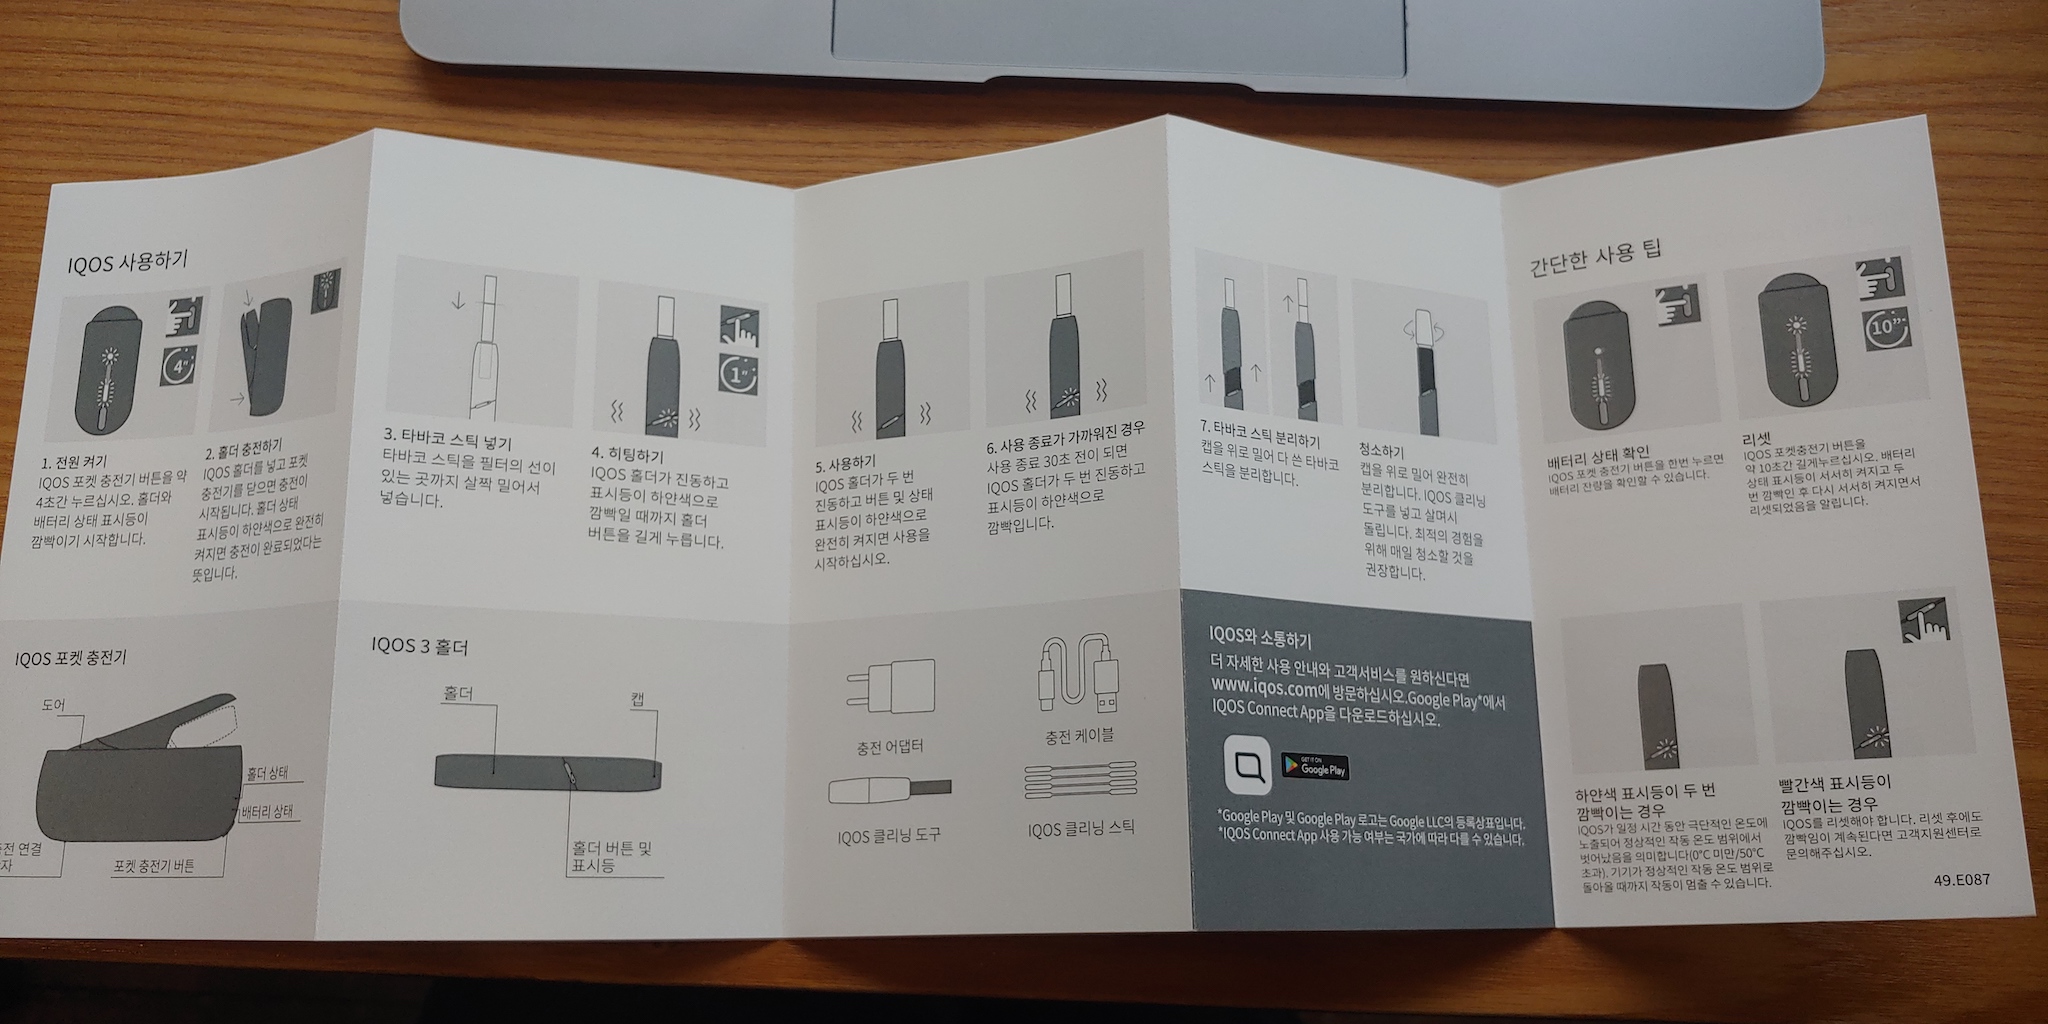 IQOS 사용하기
4"
1. 전원 켜기
IQOS 포켓 충전기 버튼을 약
4초간 누르십시오. 홀더와
배터리 상태 표시등이
깜빡이기 시작합니다.
2. 홀더 충전하기
IQOS 홀더를 넣고 포켓
충전기를 닫으면 충전이
시작됩니다. 홀더 상태
표시등이 하얀색으로 완전히
켜지면 충전이 완료되었다는
뜻입니다.
3. 타바코 스틱 넣기
타바코 스틱을 필터의 선이
있는 곳까지 살짝 밀어서
넣습니다.
1"
4. 히팅하기
IQOS 홀더가 진동하고
표시등이 하얀색으로
깜빡일 때까지 홀더
버튼을 길게 누릅니다.
5. 사용하기
IQOS 홀더가 두 번
진동하고 버튼 및 상태
표시등이 하얀색으로
완전히 켜지면 사용을
시작하십시오.
6. 사용 종료가 가까워진 경우
사용 종료 30초 전이 되면
IQOS 홀더가 두 번 진동하고
표시등이 하얀색으로
깜빡입니다.
7. 타바코 스틱 분리하기
캡을 위로 밀어 다 쓴 타바코
스틱을 분리합니다.
청소하기
캡을 위로 밀어 완전히
분리합니다. IQOS 클리닝
도구를 넣고 살며시
돌립니다. 최적의 경험을
위해 매일 청소할 것을
권장합니다.
간단한 사용 팁
배터리 상태 확인
IQOS 포켓 충전기 버튼을 한번 누르면
배터리 잔량을 확인할 수 있습니다.
10"
리셋
IQOS 포켓충전기 버튼을
약 10초간 길게누르십시오. 배터리
상태 표시등이 서서히 켜지고 두
번 깜빡인 후 다시 서서히 켜지면서
리셋되었음을 알립니다.
IQOS 포켓 충전기
도어
홀더 상태
배터리 상태
전 연결
자
포켓 충전기 버튼
IQOS 3 홀더
홀더
캡
홀더 버튼 및
표시등
충전 어댑터
충전 케이블
IQOS 클리닝 도구
IQOS 클리닝 스틱
IQOS와 소통하기
더 자세한 사용 안내와 고객서비스를 원하신다면
www.iqos.com에 방문하십시오.Google Play*에서
IQOS Connect App을 다운로드하십시오.
GET IT ON
Google Play
*Google Play 및 Google Play 로고는 Google LLC의 등록상표입니다.
*IQOS Connect App 사용 가능 여부는 국가에 따라 다를 수 있습니다.
하얀색 표시등이 두 번
깜빡이는 경우
IQOS가 일정 시간 동안 극단적인 온도에
노출되어 정상적인 작동 온도 범위에서
벗어났음을 의미합니다(0°C 미만/50°C
초과). 기기가 정상적인 작동 온도 범위로
돌아올 때까지 작동이 멈출 수 있습니다.
빨간색 표시등이
깜빡이는 경우
IQOS를 리셋해야 합니다. 리셋 후에도
깜빡임이 계속된다면 고객지원센터로
문의해주십시오.
49.E087